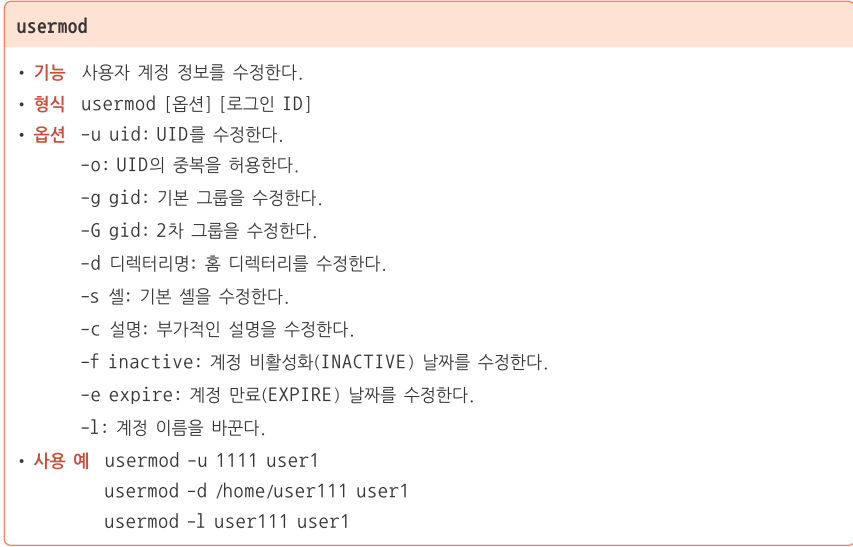 usermod
• 기능 사용자 계정 정보를 수정한다.
• 형식 usermod [옵션] [로그인 ID]
• 옵션 -u uid: UID를 수정한다.
-o: UID의 중복을 허용한다.
-g gid: 기본 그룹을 수정한다.
-G gid: 2차 그룹을 수정한다.
-d 디렉터리명: 홈 디렉터리를 수정한다.
-s 셸: 기본 셸을 수정한다.
-c 설명: 부가적인 설명을 수정한다.
-f inactive: 계정 비활성화(INACTIVE) 날짜를 수정한다.
-e expire: 계정 만료(EXPIRE) 날짜를 수정한다.
-l: 계정 이름을 바꾼다.
• 사용 예 usermod -u 1111 user1
usermod -d /home/user111 user1
usermod -l user111 user1